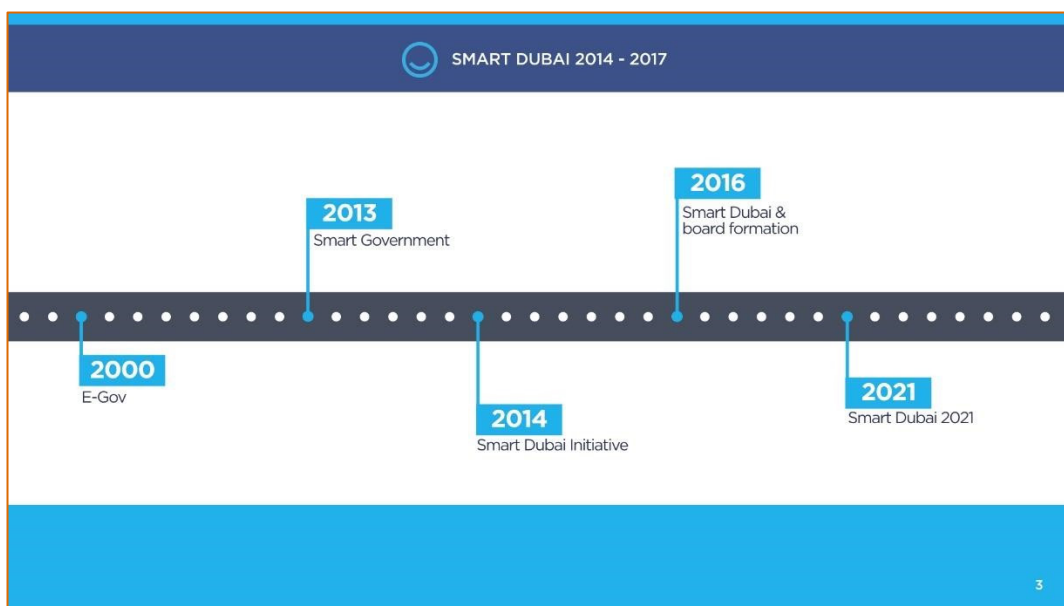 SMART DUBAI 2014 - 2017
2000
E-Gov
2013
Smart Government
2014
Smart Dubai Initiative
2016
Smart Dubai &
board formation
2021
Smart Dubai 2021
3